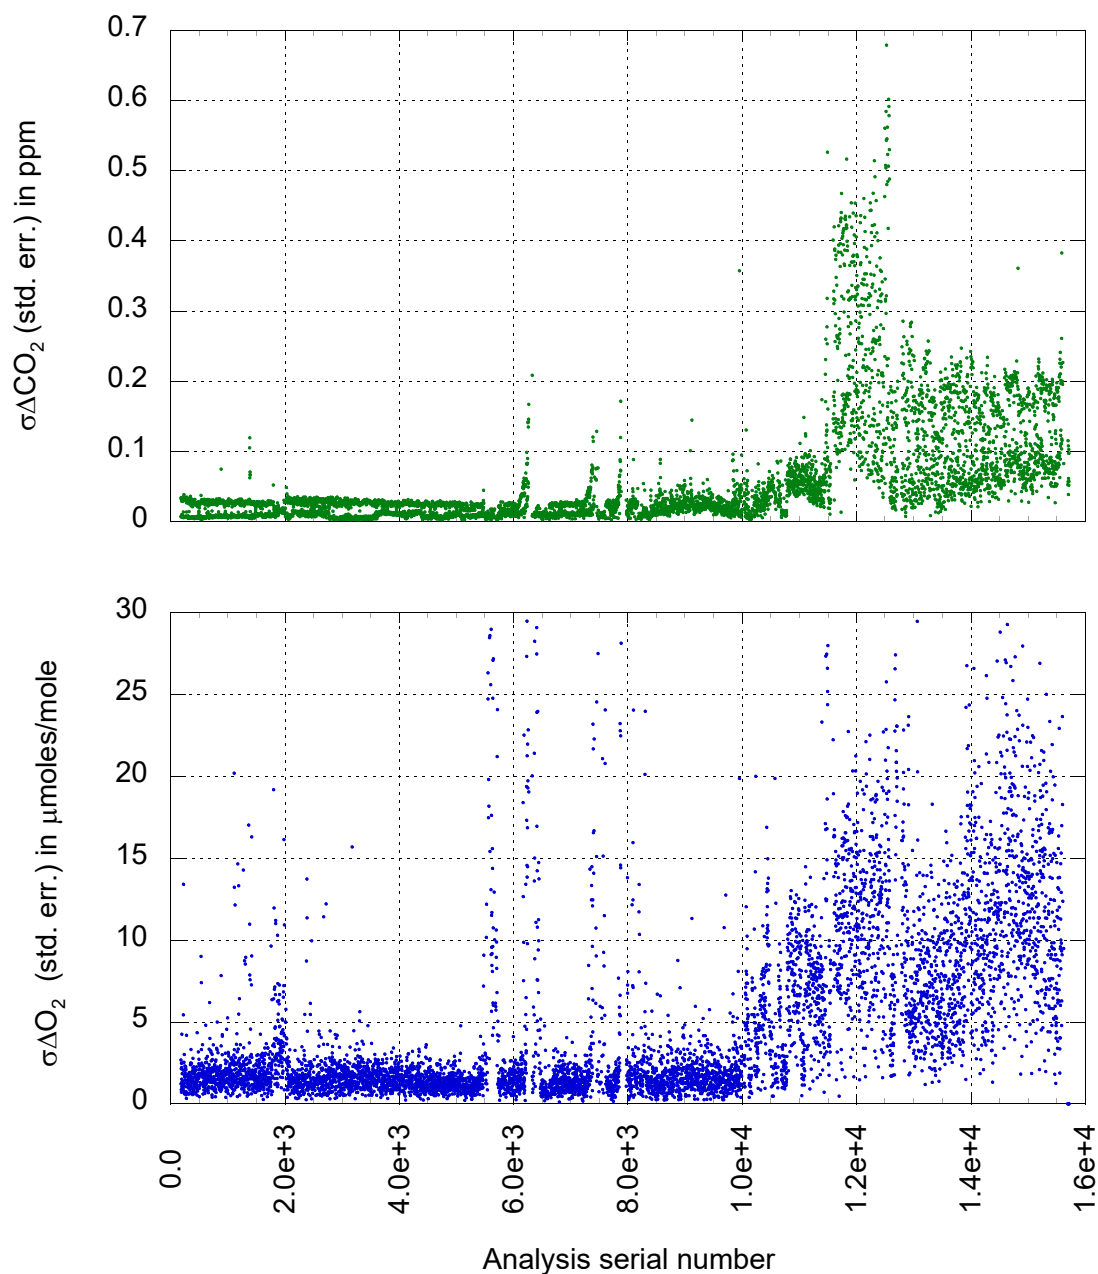 0.7
0.6
0.5
0.4
0.3
0.2
0.1
0
σΔCO₂ (std. err.) in ppm
30
25
20
15
10
5
0
σΔO₂ (std. err.) in μmoles/mole
0.0
2.0e+3
4.0e+3
6.0e+3
8.0e+3
1.0e+4
1.2e+4
1.4e+4
1.6e+4
Analysis serial number